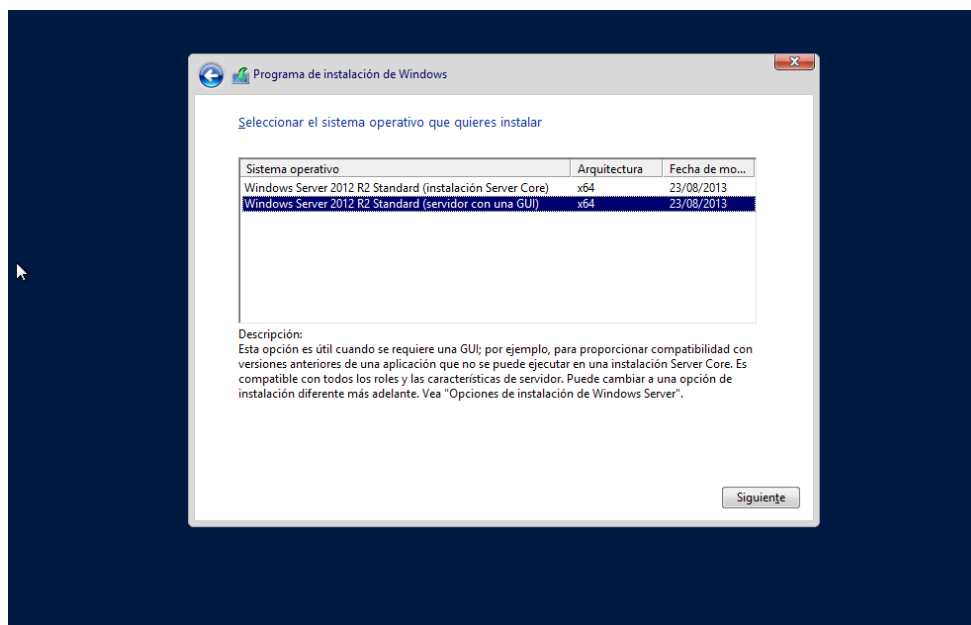 Programa de instalación de Windows
Seleccionar el sistema operativo que quieres instalar
Sistema operativo Arquitectura Fecha de mo...
Windows Server 2012 R2 Standard (instalación Server Core) x64 23/08/2013
Windows Server 2012 R2 Standard (servidor con una GUI) x64 23/08/2013
Descripción:
Esta opción es útil cuando se requiere una GUI; por ejemplo, para proporcionar compatibilidad con
versiones anteriores de una aplicación que no se puede ejecutar en una instalación Server Core. Es
compatible con todos los roles y las características de servidor. Puede cambiar a una opción de
instalación diferente más adelante. Vea "Opciones de instalación de Windows Server".
Siguiente